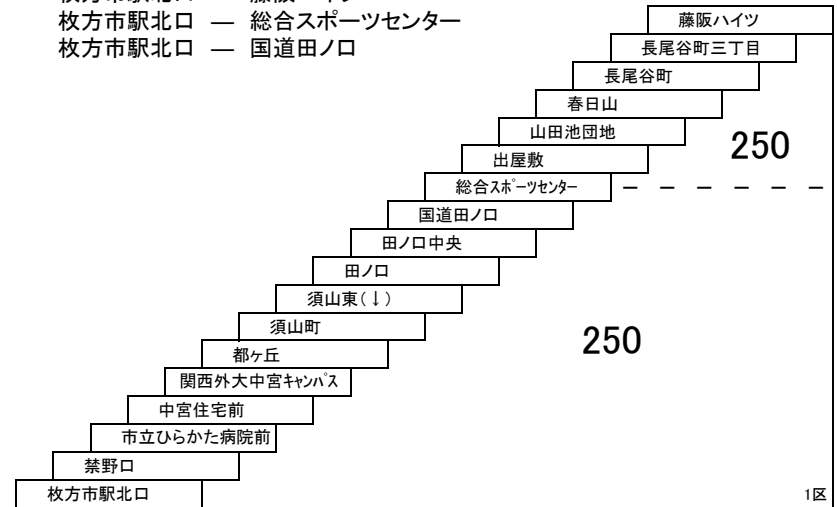 枚方市駅北口 ― 総合スポーツセンター
枚方市駅北口 ― 国道田ノ口
藤阪ハイツ
長尾谷町三丁目
長尾谷町
春日山
山田池団地
250
出屋敷
総合スポーツセンター
国道田ノ口
田ノ口中央
田ノ口
須山東(↓)
須山町
250
都ヶ丘
関西外大中宮キャンパス
中宮住宅前
市立ひらかた病院前
禁野口
枚方市駅北口
1区